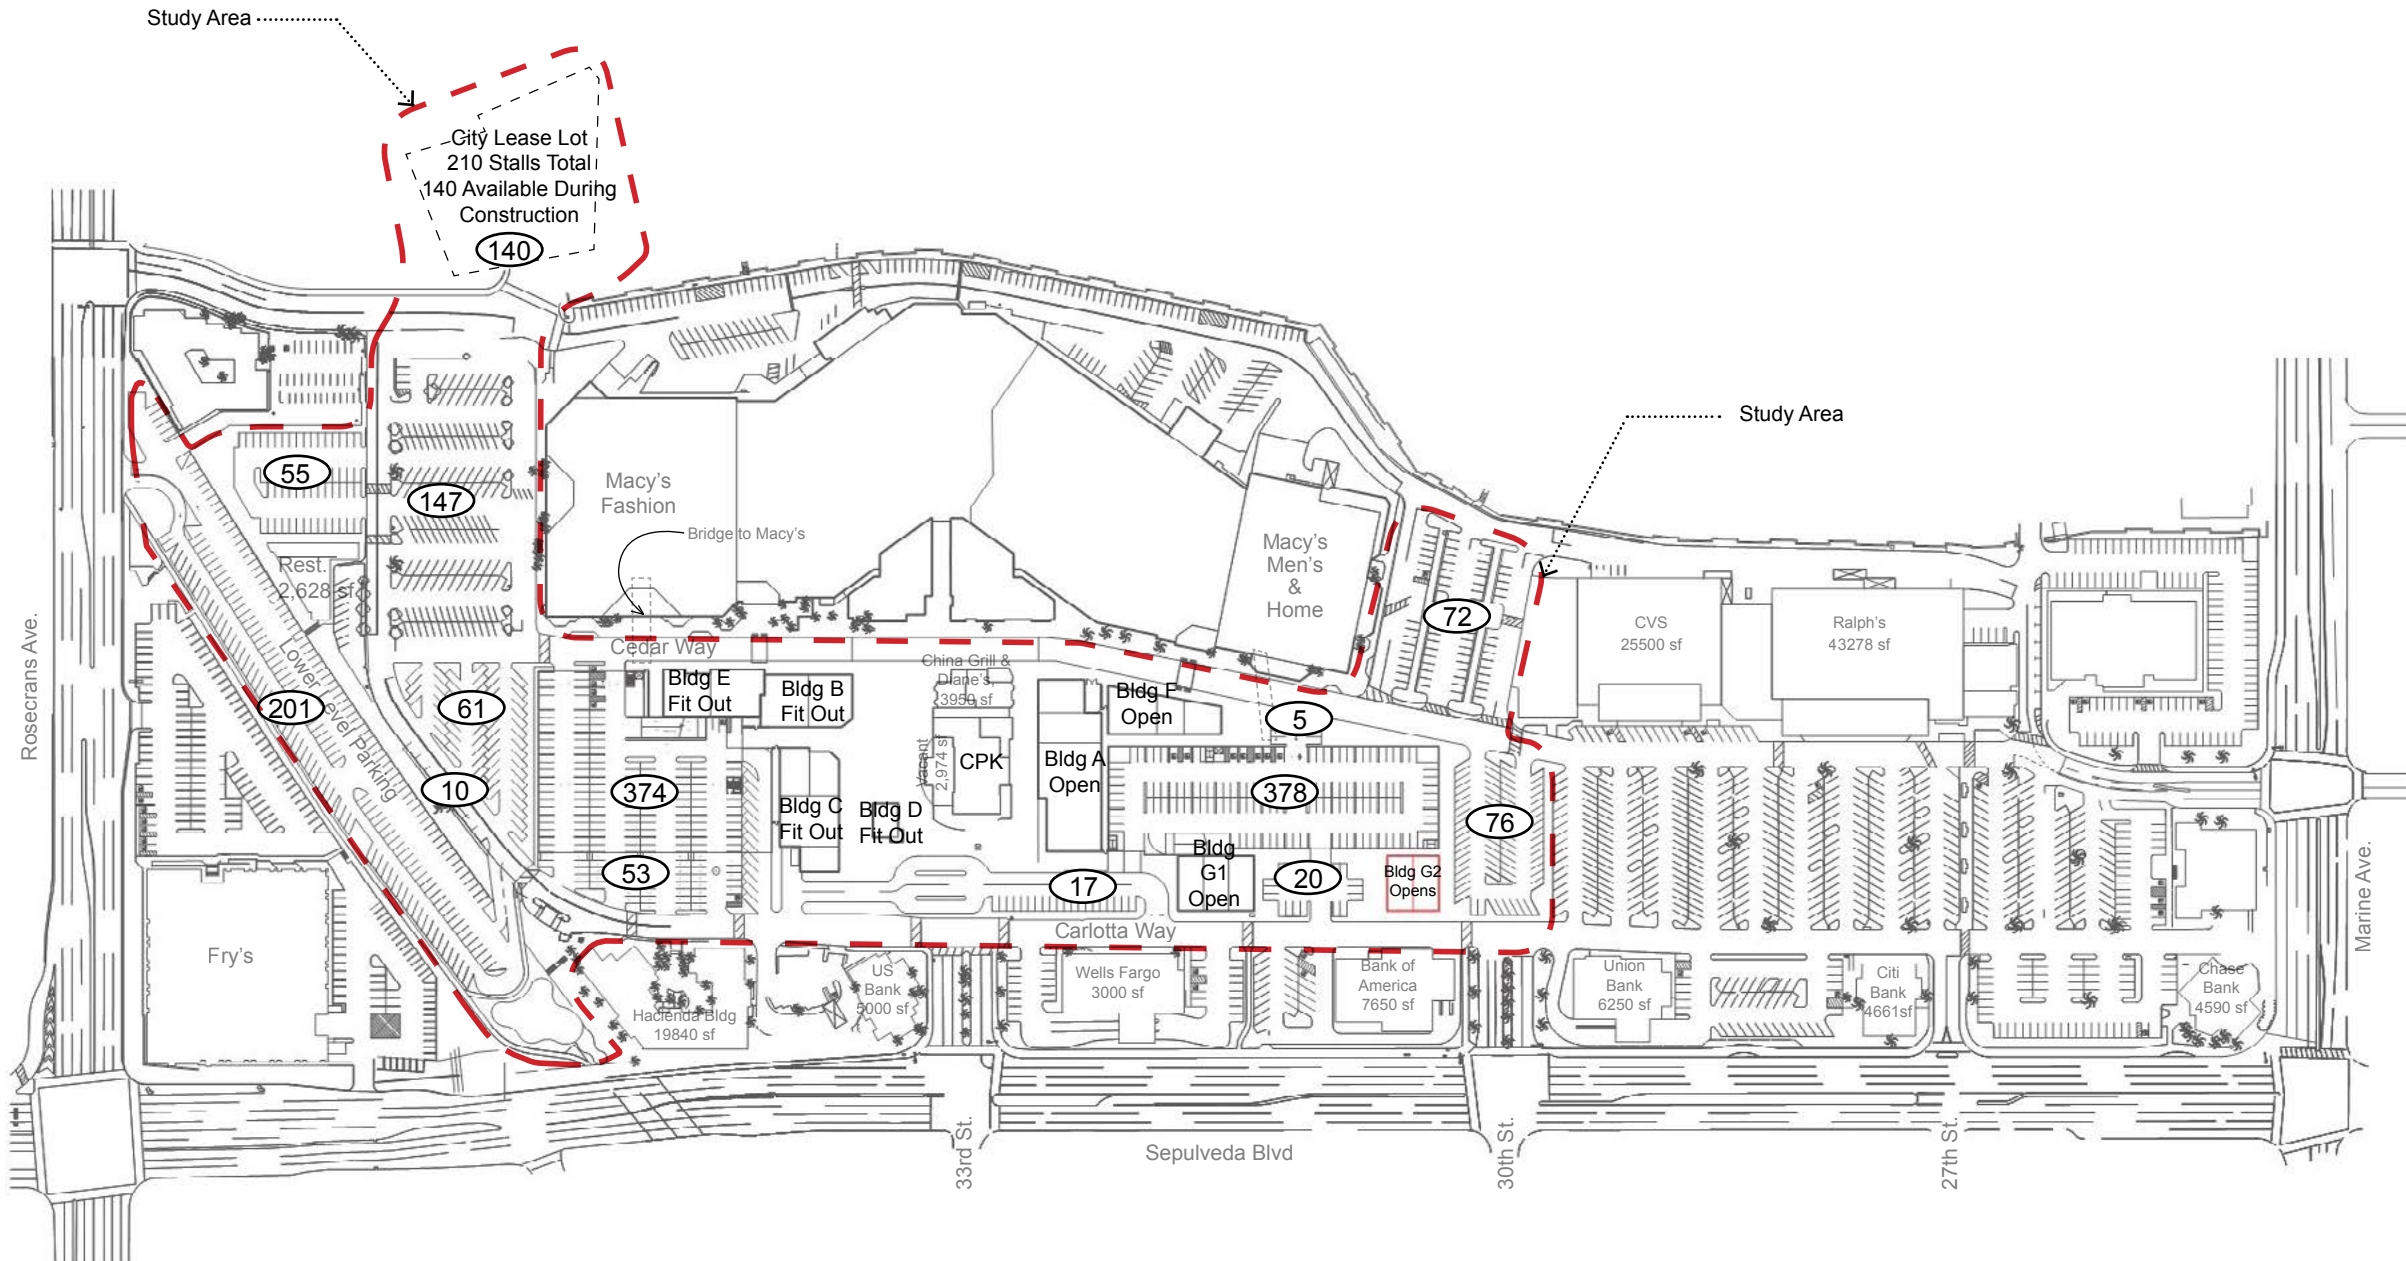 Study Area
City Lease Lot
210 Stalls Total
140 Available During
Construction
140
Study Area
55
147
Macy's
Fashion
Bridge to Macy's
Rest.
2,628 sf
Macy's
Men's
&
Home
72
CVS
25500 sf
Ralph's
43278 sf
Rosecrans Ave.
Lower Level Parking
201
61
10
Cedar Way
Bldg E
Fit Out
Bldg B
Fit Out
China Grill &
Diane's,
3950 sf
Vacant
2,974 sf
CPK
Bldg A
Open
Bldg F
Open
5
374
Bldg C
Fit Out
Bldg D
Fit Out
378
76
53
17
Bldg
G1
Open
20
Bldg G2
Opens
Carlotta Way
Fry's
Hacienda Bldg
19840 sf
US
Bank
5000 sf
Wells Fargo
3000 sf
Bank of
America
7650 sf
Union
Bank
6250 sf
Citi
Bank
4661sf
Chase
Bank
4590 sf
Marine Ave.
33rd St.
Sepulveda Blvd
30th St.
27th St.